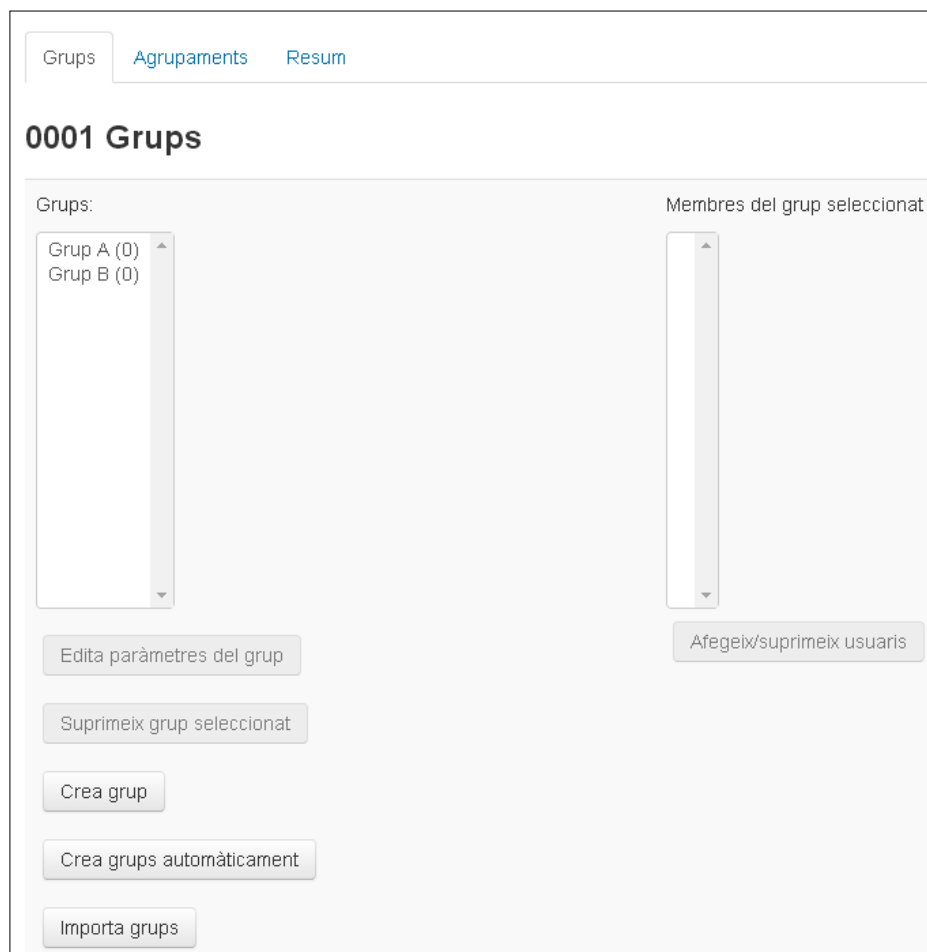 Grups Agrupaments Resum
0001 Grups
Grups:
Grup A (0)
Grup B (0)
Edita paràmetres del grup
Suprimeix grup seleccionat
Crea grup
Crea grups automàticament
Importa grups
Membres del grup seleccionat
Afegeix/suprimeix usuaris